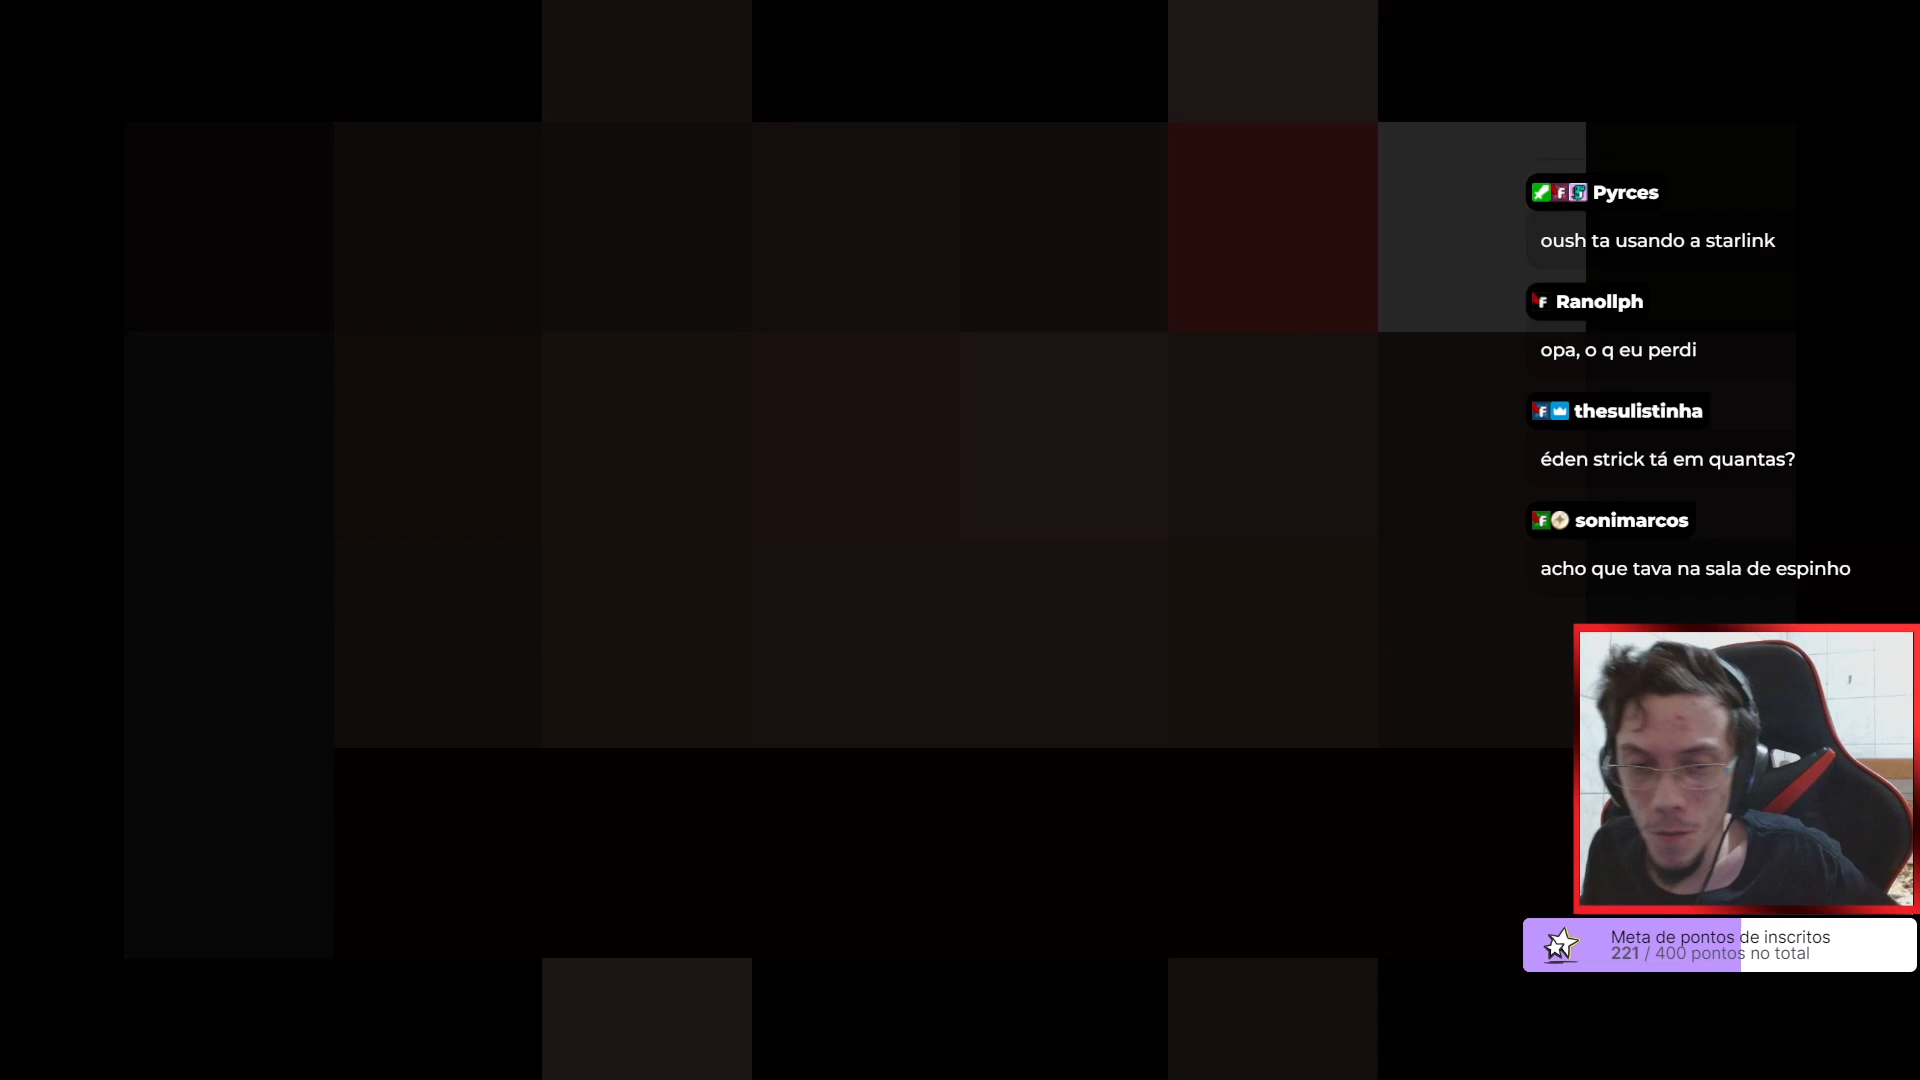 Pyrces
oush ta usando a starlink
Ranollph
opa, o q eu perdi
thesulistinha
éden strick tá em quantas?
sonimarcos
acho que tava na sala de espinho
Meta de pontos de inscritos
221 / 400 pontos no total